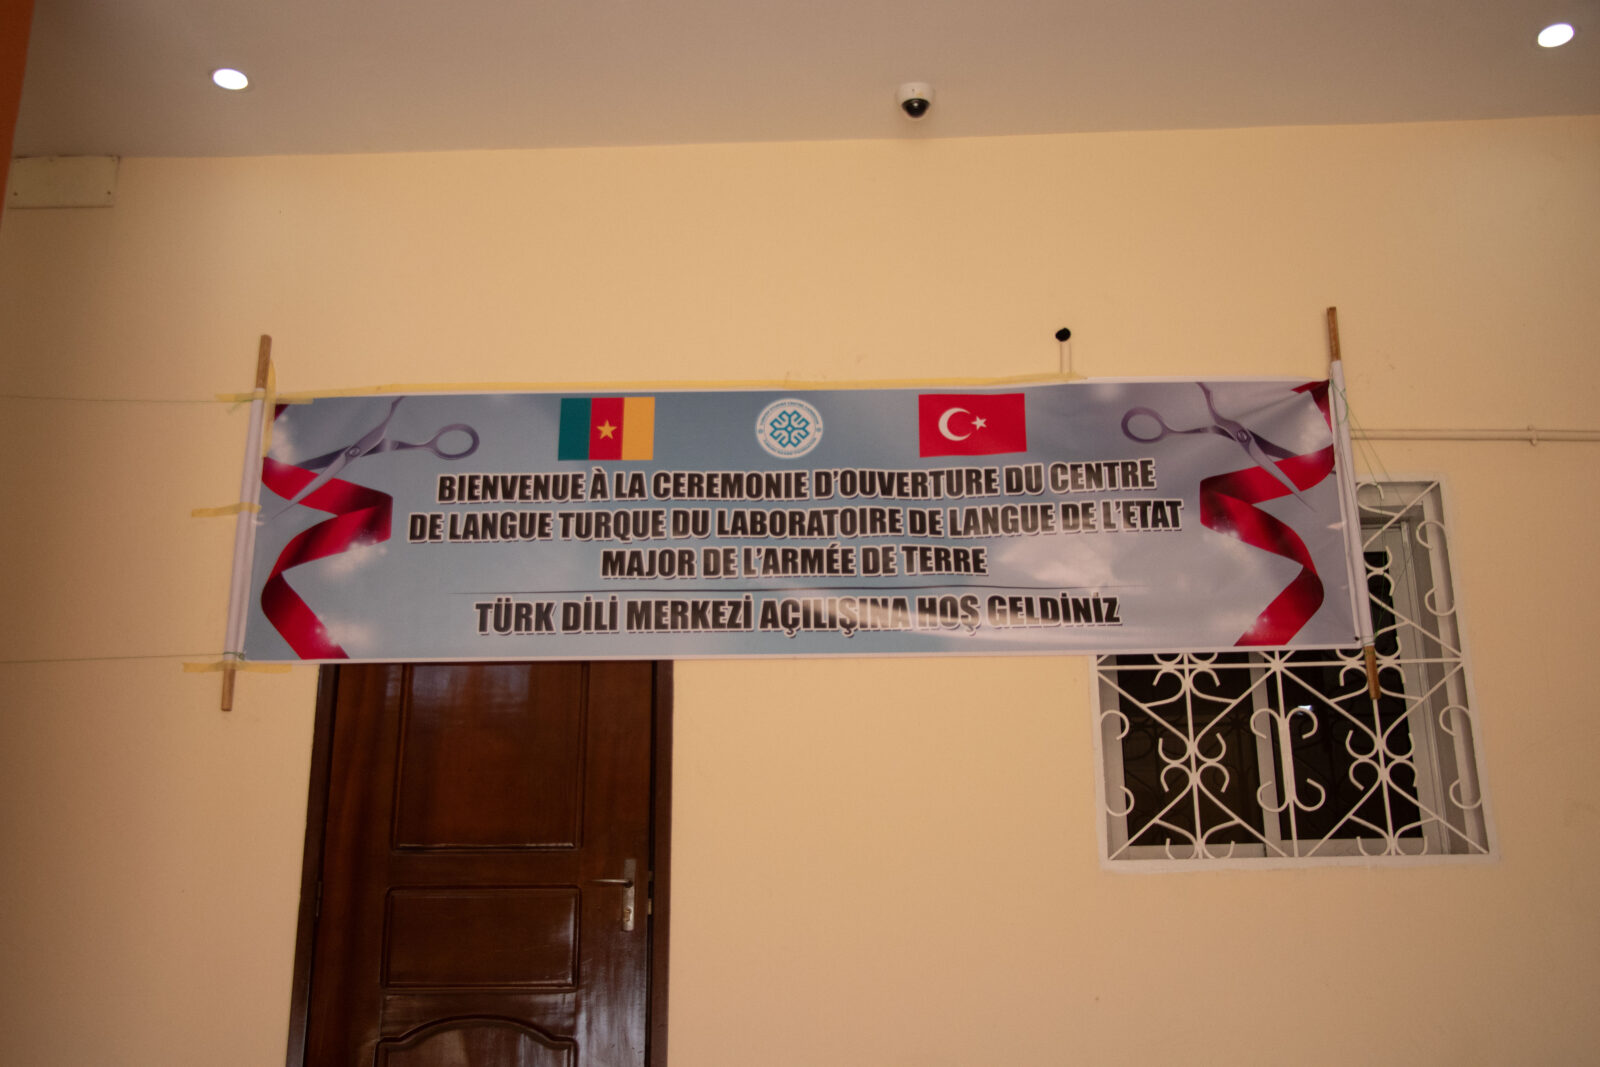 BIENVENUE À LA CEREMONIE D'OUVERTURE DU CENTRE
DE LANGUE TURQUE DU LABORATOIRE DE LANGUE DE L'ETAT
MAJOR DE L'ARMÉE DE TERRE
TÜRK DİLİ MERKEZİ AÇILIŞINA HOŞ GELDİNİZ